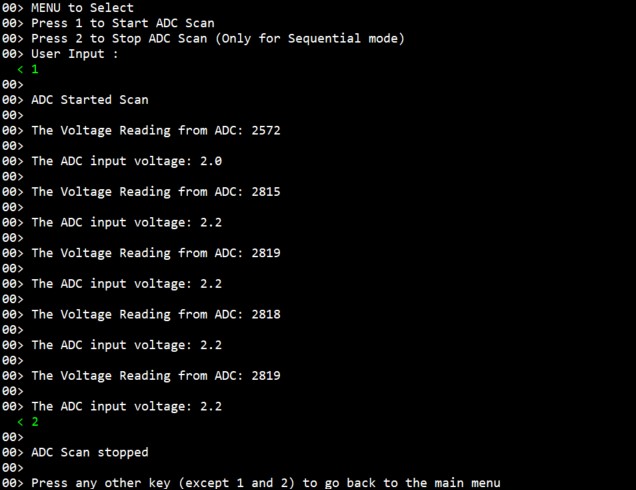 00> MENU to Select
00> Press 1 to Start ADC Scan
00> Press 2 to Stop ADC Scan (Only for Sequential mode)
00> User Input :
< 1
00>
00> ADC Started Scan
00>
00> The Voltage Reading from ADC: 2572
00>
00> The ADC input voltage: 2.0
00>
00> The Voltage Reading from ADC: 2815
00>
00> The ADC input voltage: 2.2
00>
00> The Voltage Reading from ADC: 2819
00>
00> The ADC input voltage: 2.2
00>
00> The Voltage Reading from ADC: 2818
00>
00> The ADC input voltage: 2.2
00>
00> The Voltage Reading from ADC: 2819
00>
00> The ADC input voltage: 2.2
< 2
00>
00> ADC Scan stopped
00>
00> Press any other key (except 1 and 2) to go back to the main menu